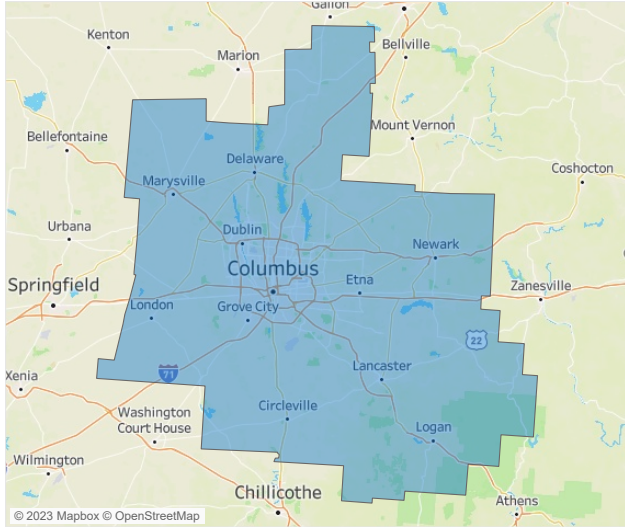 Galion
Kenton
Bellville
Marion
Mount Vernon
Bellefontaine
Delaware
Coshocton
Marysville
Urbana
Dublin
Newark
Columbus
Springfield
Etna
Zanesville
London
Grove City
22
Lancaster
71
Xenia
Circleville
Washington
Court House
Logan
Wilmington
Chillicothe
Athens
© 2023 Mapbox © OpenStreetMap